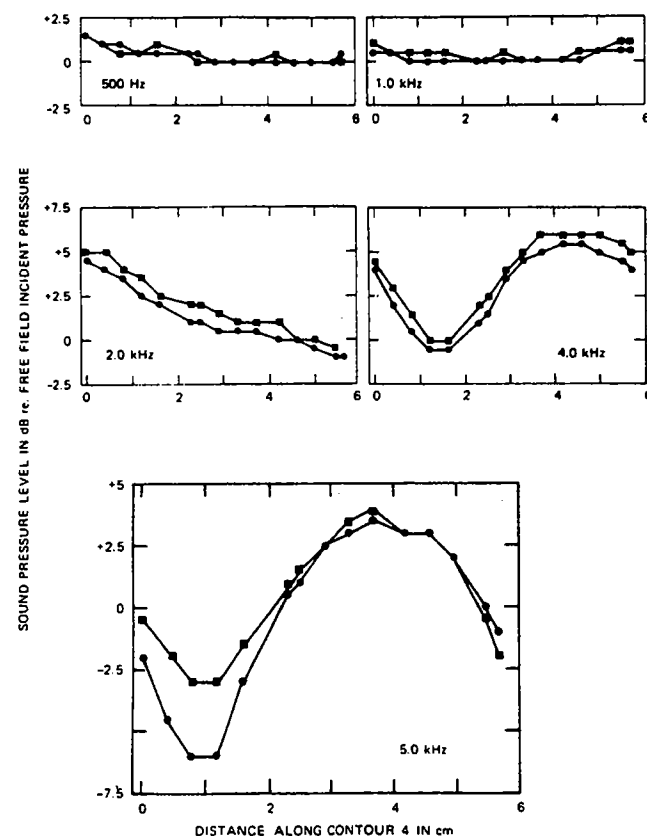 +2.5
0
-2.5
500 Hz
0 2 4 6
1.0 kHz
0 2 4 6
SOUND PRESSURE LEVEL IN dB re. FREE FIELD INCIDENT PRESSURE
+7.5
+5
+2.5
0
-2.5
2.0 kHz
0 2 4 6
4.0 kHz
0 2 4 6
+5
+2.5
0
-2.5
-7.5
5.0 kHz
0 2 4 6
DISTANCE ALONG CONTOUR 4 IN cm